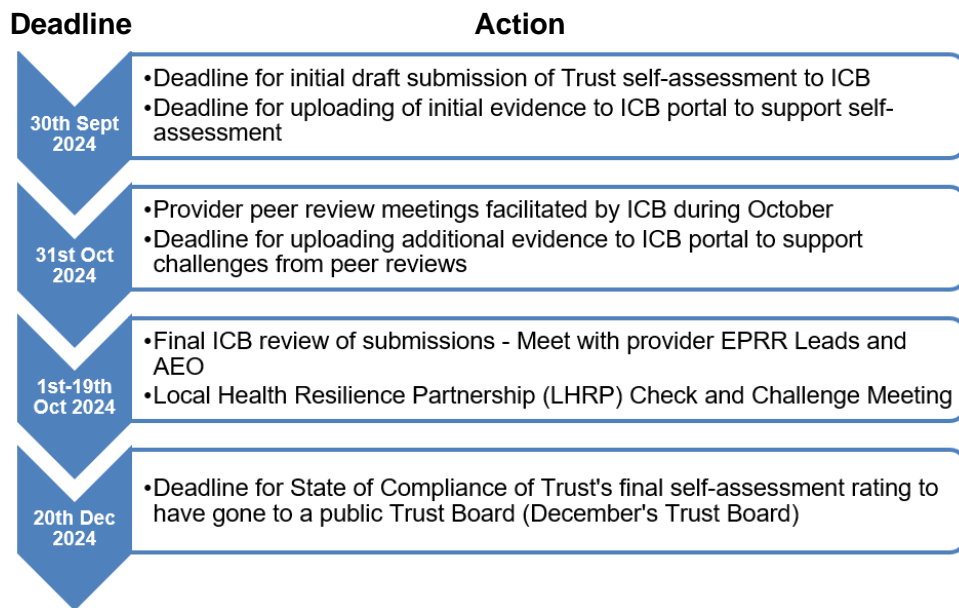 Deadline
Action
30th Sept
2024
•Deadline for initial draft submission of Trust self-assessment to ICB
•Deadline for uploading of initial evidence to ICB portal to support self-
assessment
31st Oct
2024
•Provider peer review meetings facilitated by ICB during October
•Deadline for uploading additional evidence to ICB portal to support
challenges from peer reviews
1st-19th
Oct 2024
•Final ICB review of submissions - Meet with provider EPRR Leads and
AEO
•Local Health Resilience Partnership (LHRP) Check and Challenge Meeting
20th Dec
2024
•Deadline for State of Compliance of Trust's final self-assessment rating to
have gone to a public Trust Board (December's Trust Board)